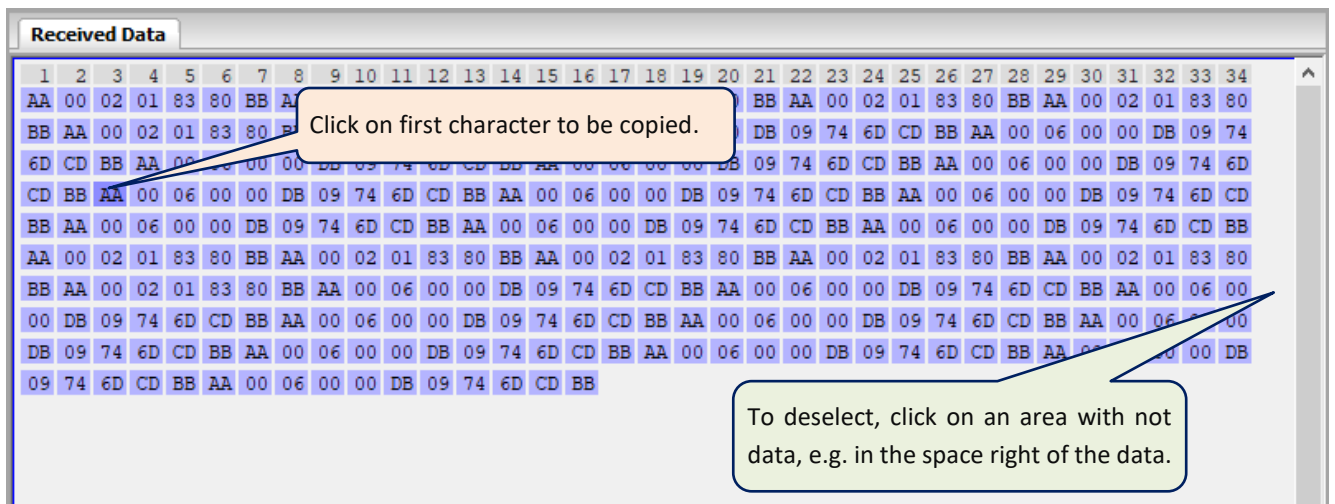 Received Data
1 2 3 4 5 6 7 8 9 10 11 12 13 14 15 16 17 18 19 20 21 22 23 24 25 26 27 28 29 30 31 32 33 34
AA 00 02 01 83 80 BB BB AA 00 02 01 83 80 BB AA 00 02 01 83 80
BB AA 00 02 01 83 80 DB 09 74 6D CD BB AA 00 06 00 00 DB 09 74
Click on first character to be copied.
6D CD BB AA 00 00 DB 09 74 6D CD BB AA 00 06 00 00 DB 09 74 6D CD BB AA 00 06 00 00 DB 09 74 6D
CD BB AA 00 06 00 00 DB 09 74 6D CD BB AA 00 06 00 00 DB 09 74 6D CD BB AA 00 06 00 00 DB 09 74 6D CD
BB AA 00 06 00 00 DB 09 74 6D CD BB AA 00 06 00 00 DB 09 74 6D CD BB AA 00 06 00 00 DB 09 74 6D CD BB
AA 00 02 01 83 80 BB AA 00 02 01 83 80 BB AA 00 02 01 83 80 BB AA 00 02 01 83 80 BB AA 00 02 01 83 80
BB AA 00 02 01 83 80 BB AA 00 06 00 00 DB 09 74 6D CD BB AA 00 06 00 00 DB 09 74 6D CD BB AA 00 06 00
00 DB 09 74 6D CD BB AA 00 06 00 00 DB 09 74 6D CD BB AA 00 06 00 00 DB 09 74 6D CD BB AA 00 06 00
DB 09 74 6D CD BB AA 00 06 00 00 DB 09 74 6D CD BB AA 00 06 00 00 DB 09 74 6D CD BB AA 00 DB
09 74 6D CD BB AA 00 06 00 00 DB 09 74 6D CD BB
To deselect, click on an area with not
data, e.g. in the space right of the data.